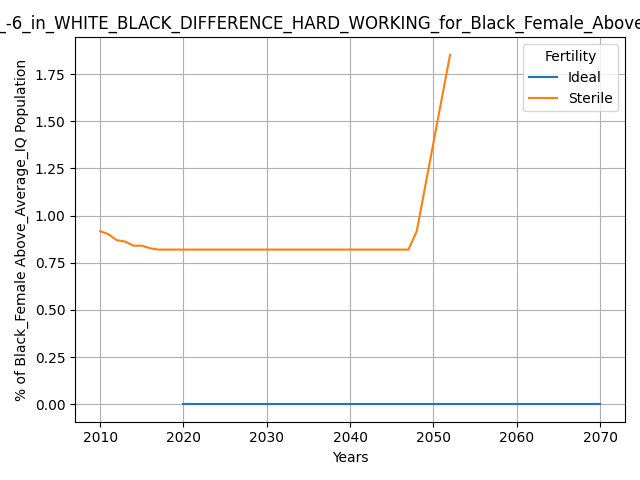 _-6_in_WHITE_BLACK_DIFFERENCE_HARD_WORKING_for_Black_Female_Above
Fertility
Ideal
Sterile
% of Black_Female Above_Average_IQ Population
1.75
1.50
1.25
1.00
0.75
0.50
0.25
0.00
2010 2020 2030 2040 2050 2060 2070
Years